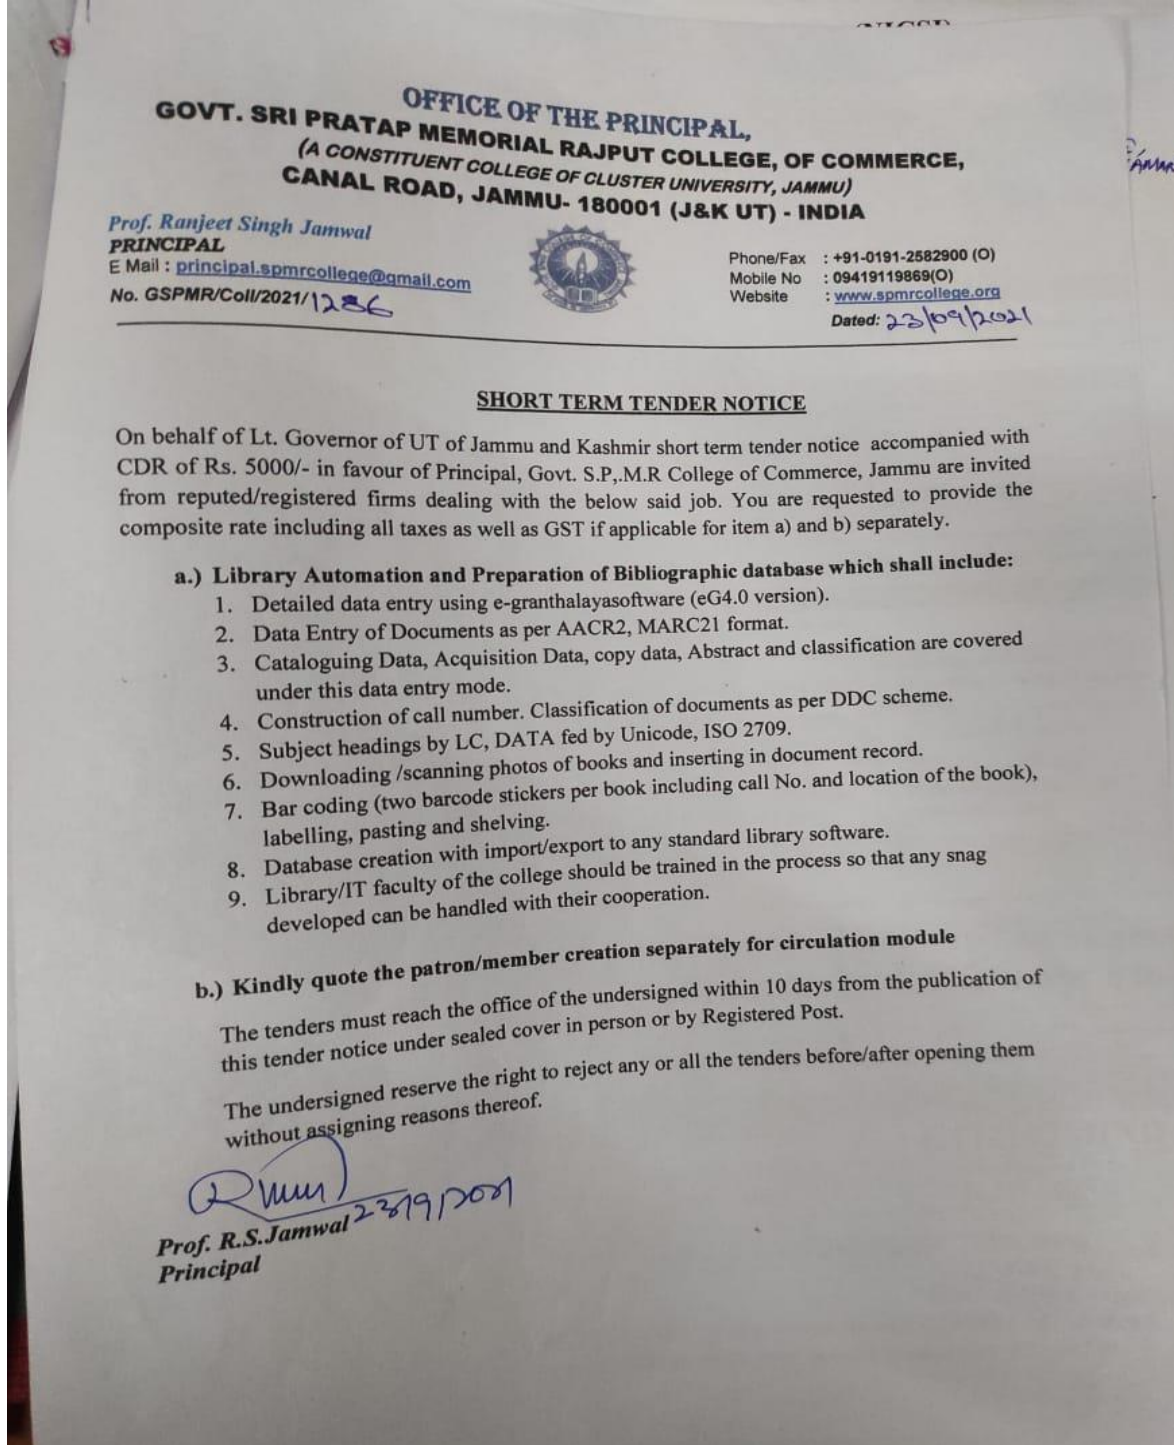 OFFICE OF THE PRINCIPAL,
GOVT. SRI PRATAP MEMORIAL RAJPUT COLLEGE, OF COMMERCE,
(A CONSTITUENT COLLEGE OF CLUSTER UNIVERSITY, JAMMU)
CANAL ROAD, JAMMU- 180001 (J&K UT) - INDIA
Prof. Ranjeet Singh Jamwal
PRINCIPAL
E Mail : principal.spmrcollege@gmail.com
No. GSPMR/Coll/2021/1286
Phone/Fax : +91-0191-2582900 (O)
Mobile No : 09419119869(O)
Website : www.spmrcollege.org
Dated: 23/09/2021
SHORT TERM TENDER NOTICE
On behalf of Lt. Governor of UT of Jammu and Kashmir short term tender notice accompanied with
CDR of Rs. 5000/- in favour of Principal, Govt. S.P,.M.R College of Commerce, Jammu are invited
from reputed/registered firms dealing with the below said job. You are requested to provide the
composite rate including all taxes as well as GST if applicable for item a) and b) separately.
a.) Library Automation and Preparation of Bibliographic database which shall include:
1. Detailed data entry using e-granthalayasoftware (eG4.0 version).
2. Data Entry of Documents as per AACR2, MARC21 format.
3. Cataloguing Data, Acquisition Data, copy data, Abstract and classification are covered
under this data entry mode.
4. Construction of call number. Classification of documents as per DDC scheme.
5. Subject headings by LC, DATA fed by Unicode, ISO 2709.
6. Downloading /scanning photos of books and inserting in document record.
7. Bar coding (two barcode stickers per book including call No. and location of the book),
labelling, pasting and shelving.
8. Database creation with import/export to any standard library software.
9. Library/IT faculty of the college should be trained in the process so that any snag
developed can be handled with their cooperation.
b.) Kindly quote the patron/member creation separately for circulation module
The tenders must reach the office of the undersigned within 10 days from the publication of
this tender notice under sealed cover in person or by Registered Post.
The undersigned reserve the right to reject any or all the tenders before/after opening them
without assigning reasons thereof.
23/9/2021
Prof. R.S.Jamwal
Principal